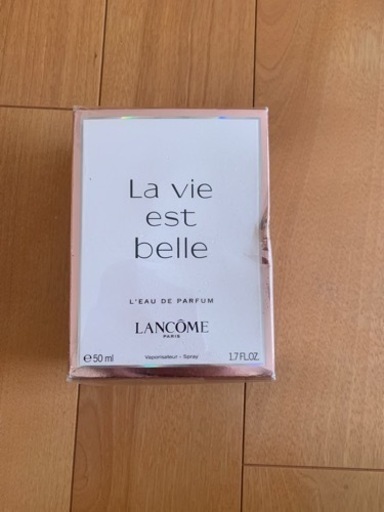 La vie
est
belle
L'EAU DE PARFUM
LANCÔME
PARIS
℮50 ml Vaporisateur - Spray 1.7 FL.OZ.